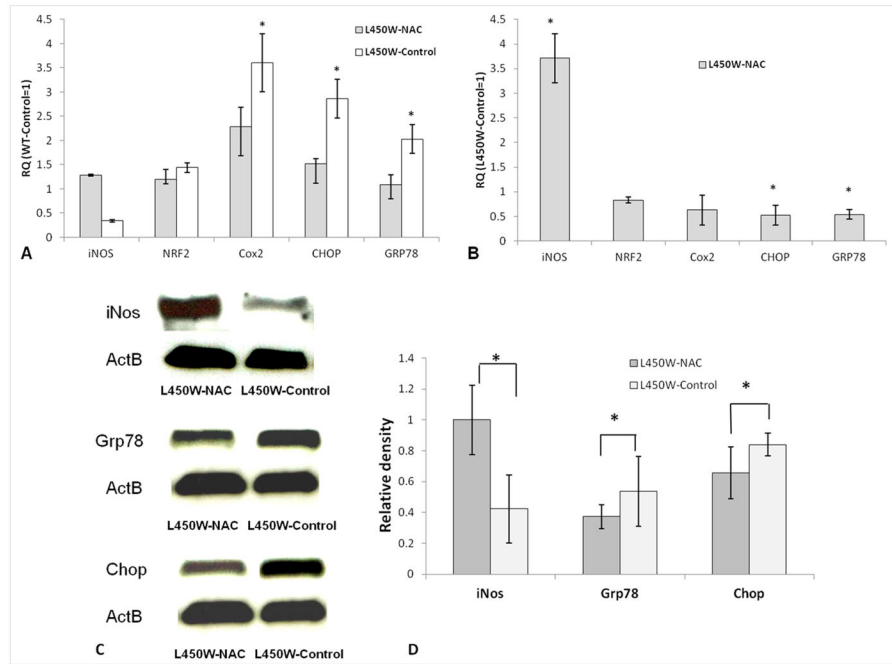 4.5
4
3.5
3
2.5
2
1.5
1
0.5
0
RQ (WT-Control=1)
L450W-NAC
L450W-Control
*
*
*
iNOS NRF2 Cox2 CHOP GRP78
A
4.5
4
3.5
3
2.5
2
1.5
1
0.5
0
RQ (L450W-Control=1)
L450W-NAC
*
*
*
iNOS NRF2 Cox2 CHOP GRP78
B
iNos
ActB
L450W-NAC L450W-Control
Grp78
ActB
L450W-NAC L450W-Control
Chop
ActB
L450W-NAC L450W-Control
C
1.4
1.2
1
0.8
0.6
0.4
0.2
0
Relative density
L450W-NAC
L450W-Control
*
*
*
iNos Grp78 Chop
D